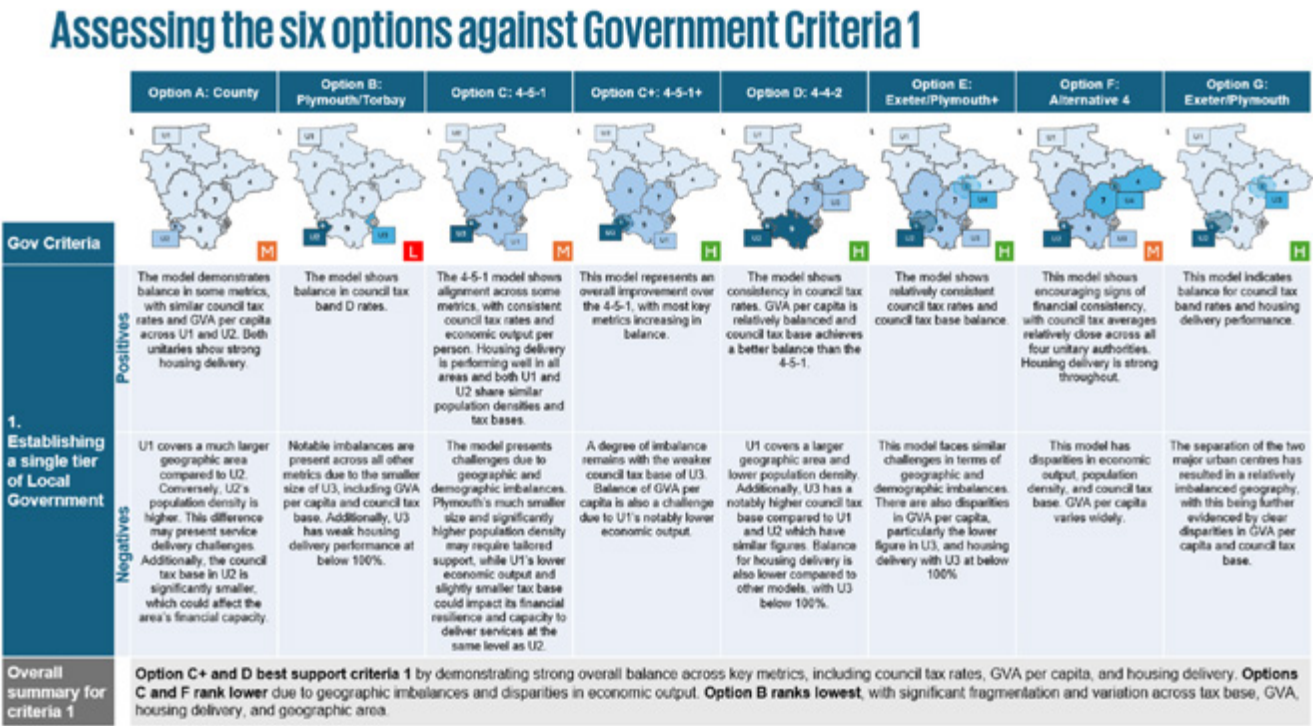 Assessing the six options against Government Criteria 1
Option A: County
Option B:
Plymouth/Torbay
Option C: 4-5-1
Option C+: 4-5-1+
Option D: 4-4-2
Option E:
Exeter/Plymouth+
Option F:
Alternative 4
Option G:
Exeter/Plymouth
Gov Criteria
M
L
M
H
H
H
M
H
1.
Establishing
a single tier
of Local
Government
Positives
The model demonstrates
balance in some metrics,
with similar council tax
rates and GVA per capita
across U1 and U2. Both
unitaries show strong
housing delivery.
The model shows
balance in council tax
band D rates.
The 4-5-1 model shows
alignment across some
metrics, with consistent
council tax rates and
economic output per
person. Housing delivery
is performing well in all
areas and both U1 and
U2 share similar
population densities and
tax bases.
This model represents an
overall improvement over
the 4-5-1, with most key
metrics increasing in
balance.
The model shows
consistency in council tax
rates. GVA per capita is
relatively balanced and
council tax base achieves
a better balance than the
4-5-1.
The model shows
relatively consistent
council tax rates and
council tax base balance.
This model shows
encouraging signs of
financial consistency,
with council tax averages
relatively close across all
four unitary authorities.
Housing delivery is strong
throughout.
This model indicates
balance for council tax
band rates and housing
delivery performance.
Negatives
U1 covers a much larger
geographic area
compared to U2.
Conversely, U2's
population density is
higher. This difference
may present service
delivery challenges.
Additionally, the council
tax base in U2 is
significantly smaller,
which could affect the
area's financial capacity.
Notable imbalances are
present across all other
metrics due to the smaller
size of U3, including GVA
per capita and council tax
base. Additionally, U3
has weak housing
delivery performance at
below 100%.
The model presents
challenges due to
geographic and
demographic imbalances.
Plymouth's much smaller
size and significantly
higher population density
may require tailored
support, while U1's lower
economic output and
slightly smaller tax base
could impact its financial
resilience and capacity to
deliver services at the
same level as U2.
A degree of imbalance
remains with the weaker
council tax base of U3.
Balance of GVA per
capita is also a challenge
due to U1's notably lower
economic output.
U1 covers a larger
geographic area and
lower population density.
Additionally, U3 has a
notably higher council tax
base compared to U1
and U2 which have
similar figures. Balance
for housing delivery is
also lower compared to
other models, with U3
below 100%.
This model faces similar
challenges in terms of
geographic and
demographic imbalances.
There are also disparities
in GVA per capita,
particularly the lower
figure in U3, and housing
delivery with U3 at below
100%
This model has
disparities in economic
output, population
density, and council tax
base. GVA per capita
varies widely.
The separation of the two
major urban centres has
resulted in a relatively
imbalanced geography,
with this being further
evidenced by clear
disparities in GVA per
capita and council tax
base.
Overall
summary for
criteria 1
Option C+ and D best support criteria 1 by demonstrating strong overall balance across key metrics, including council tax rates, GVA per capita, and housing delivery. Options
C and F rank lower due to geographic imbalances and disparities in economic output. Option B ranks lowest, with significant fragmentation and variation across tax base, GVA,
housing delivery, and geographic area.